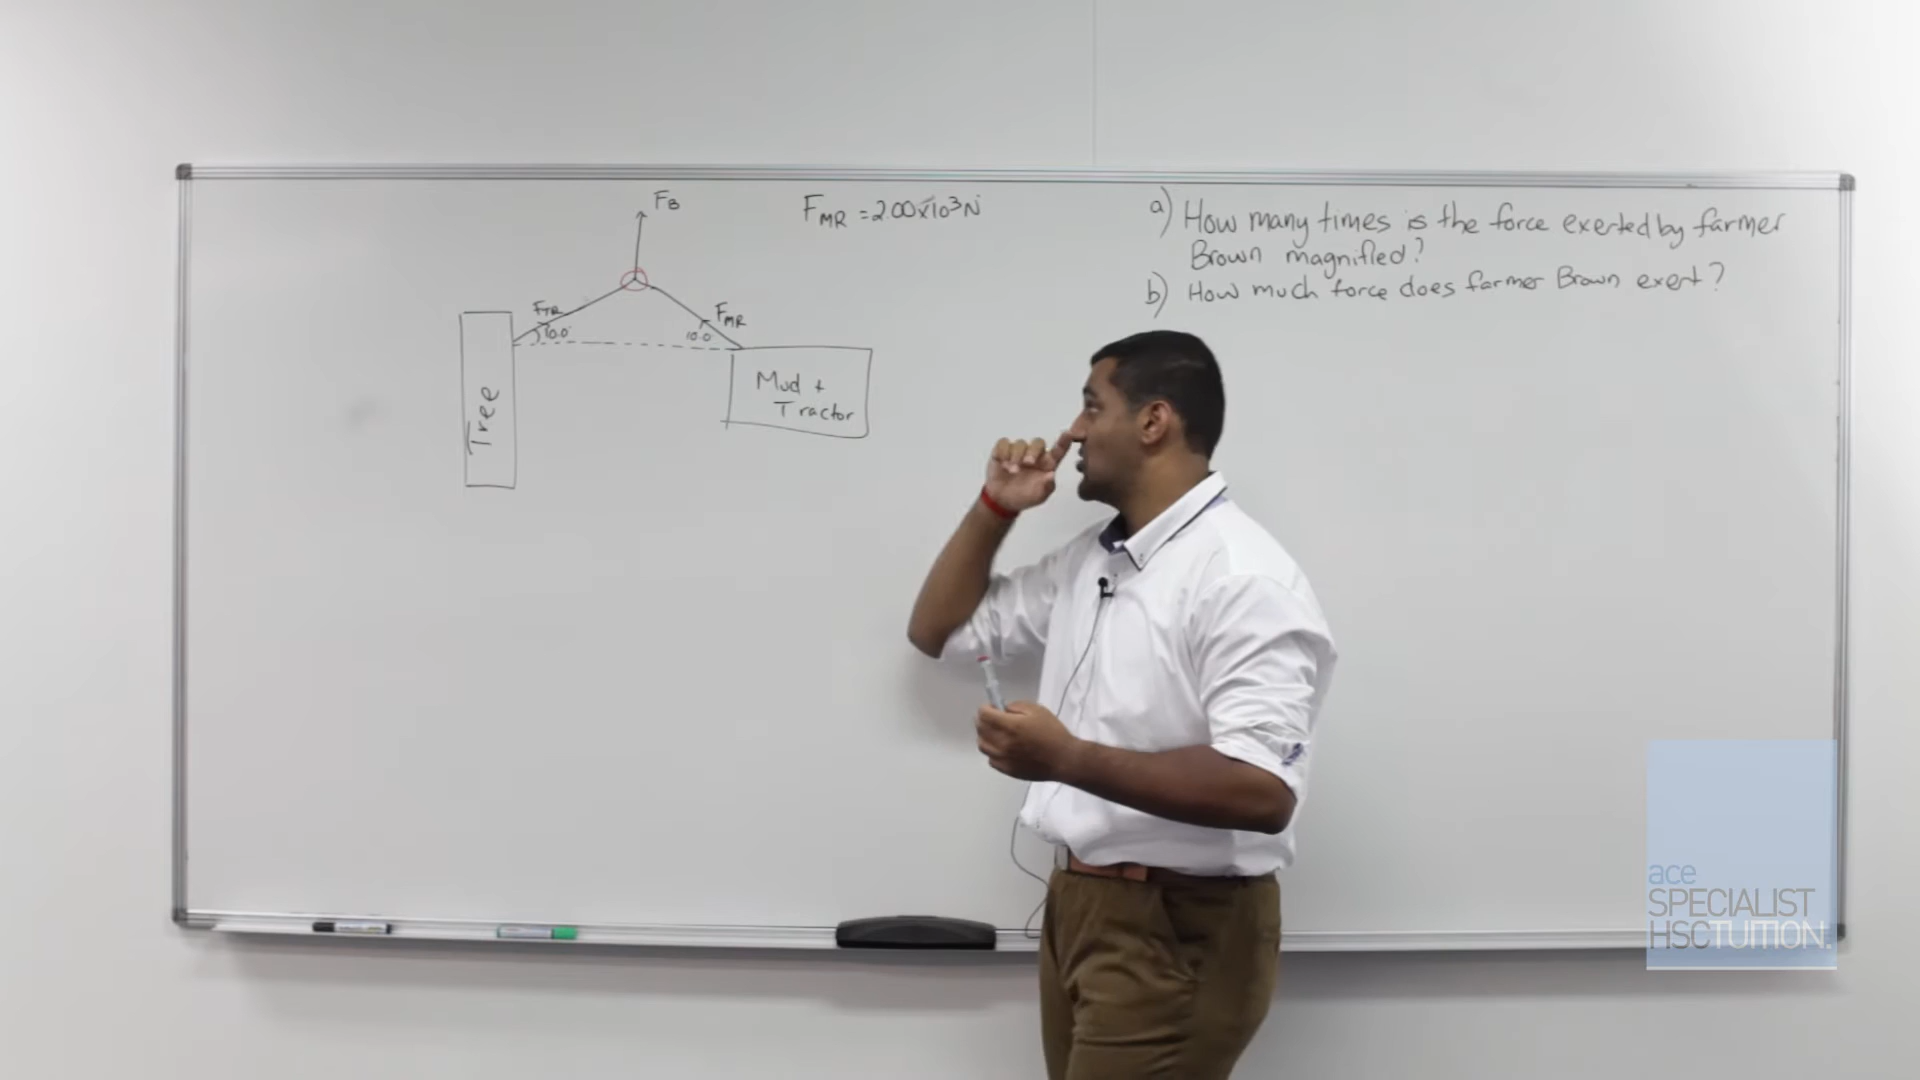 FB
FMR = 2.00x10³N
a) How many times is the force exerted by farmer
Brown magnified?
b) How much force does farmer Brown exert?
FTR
10.0°
10.0°
FMR
Tree
Mud +
Tractor
ace
SPECIALIST
HSCTUITION.